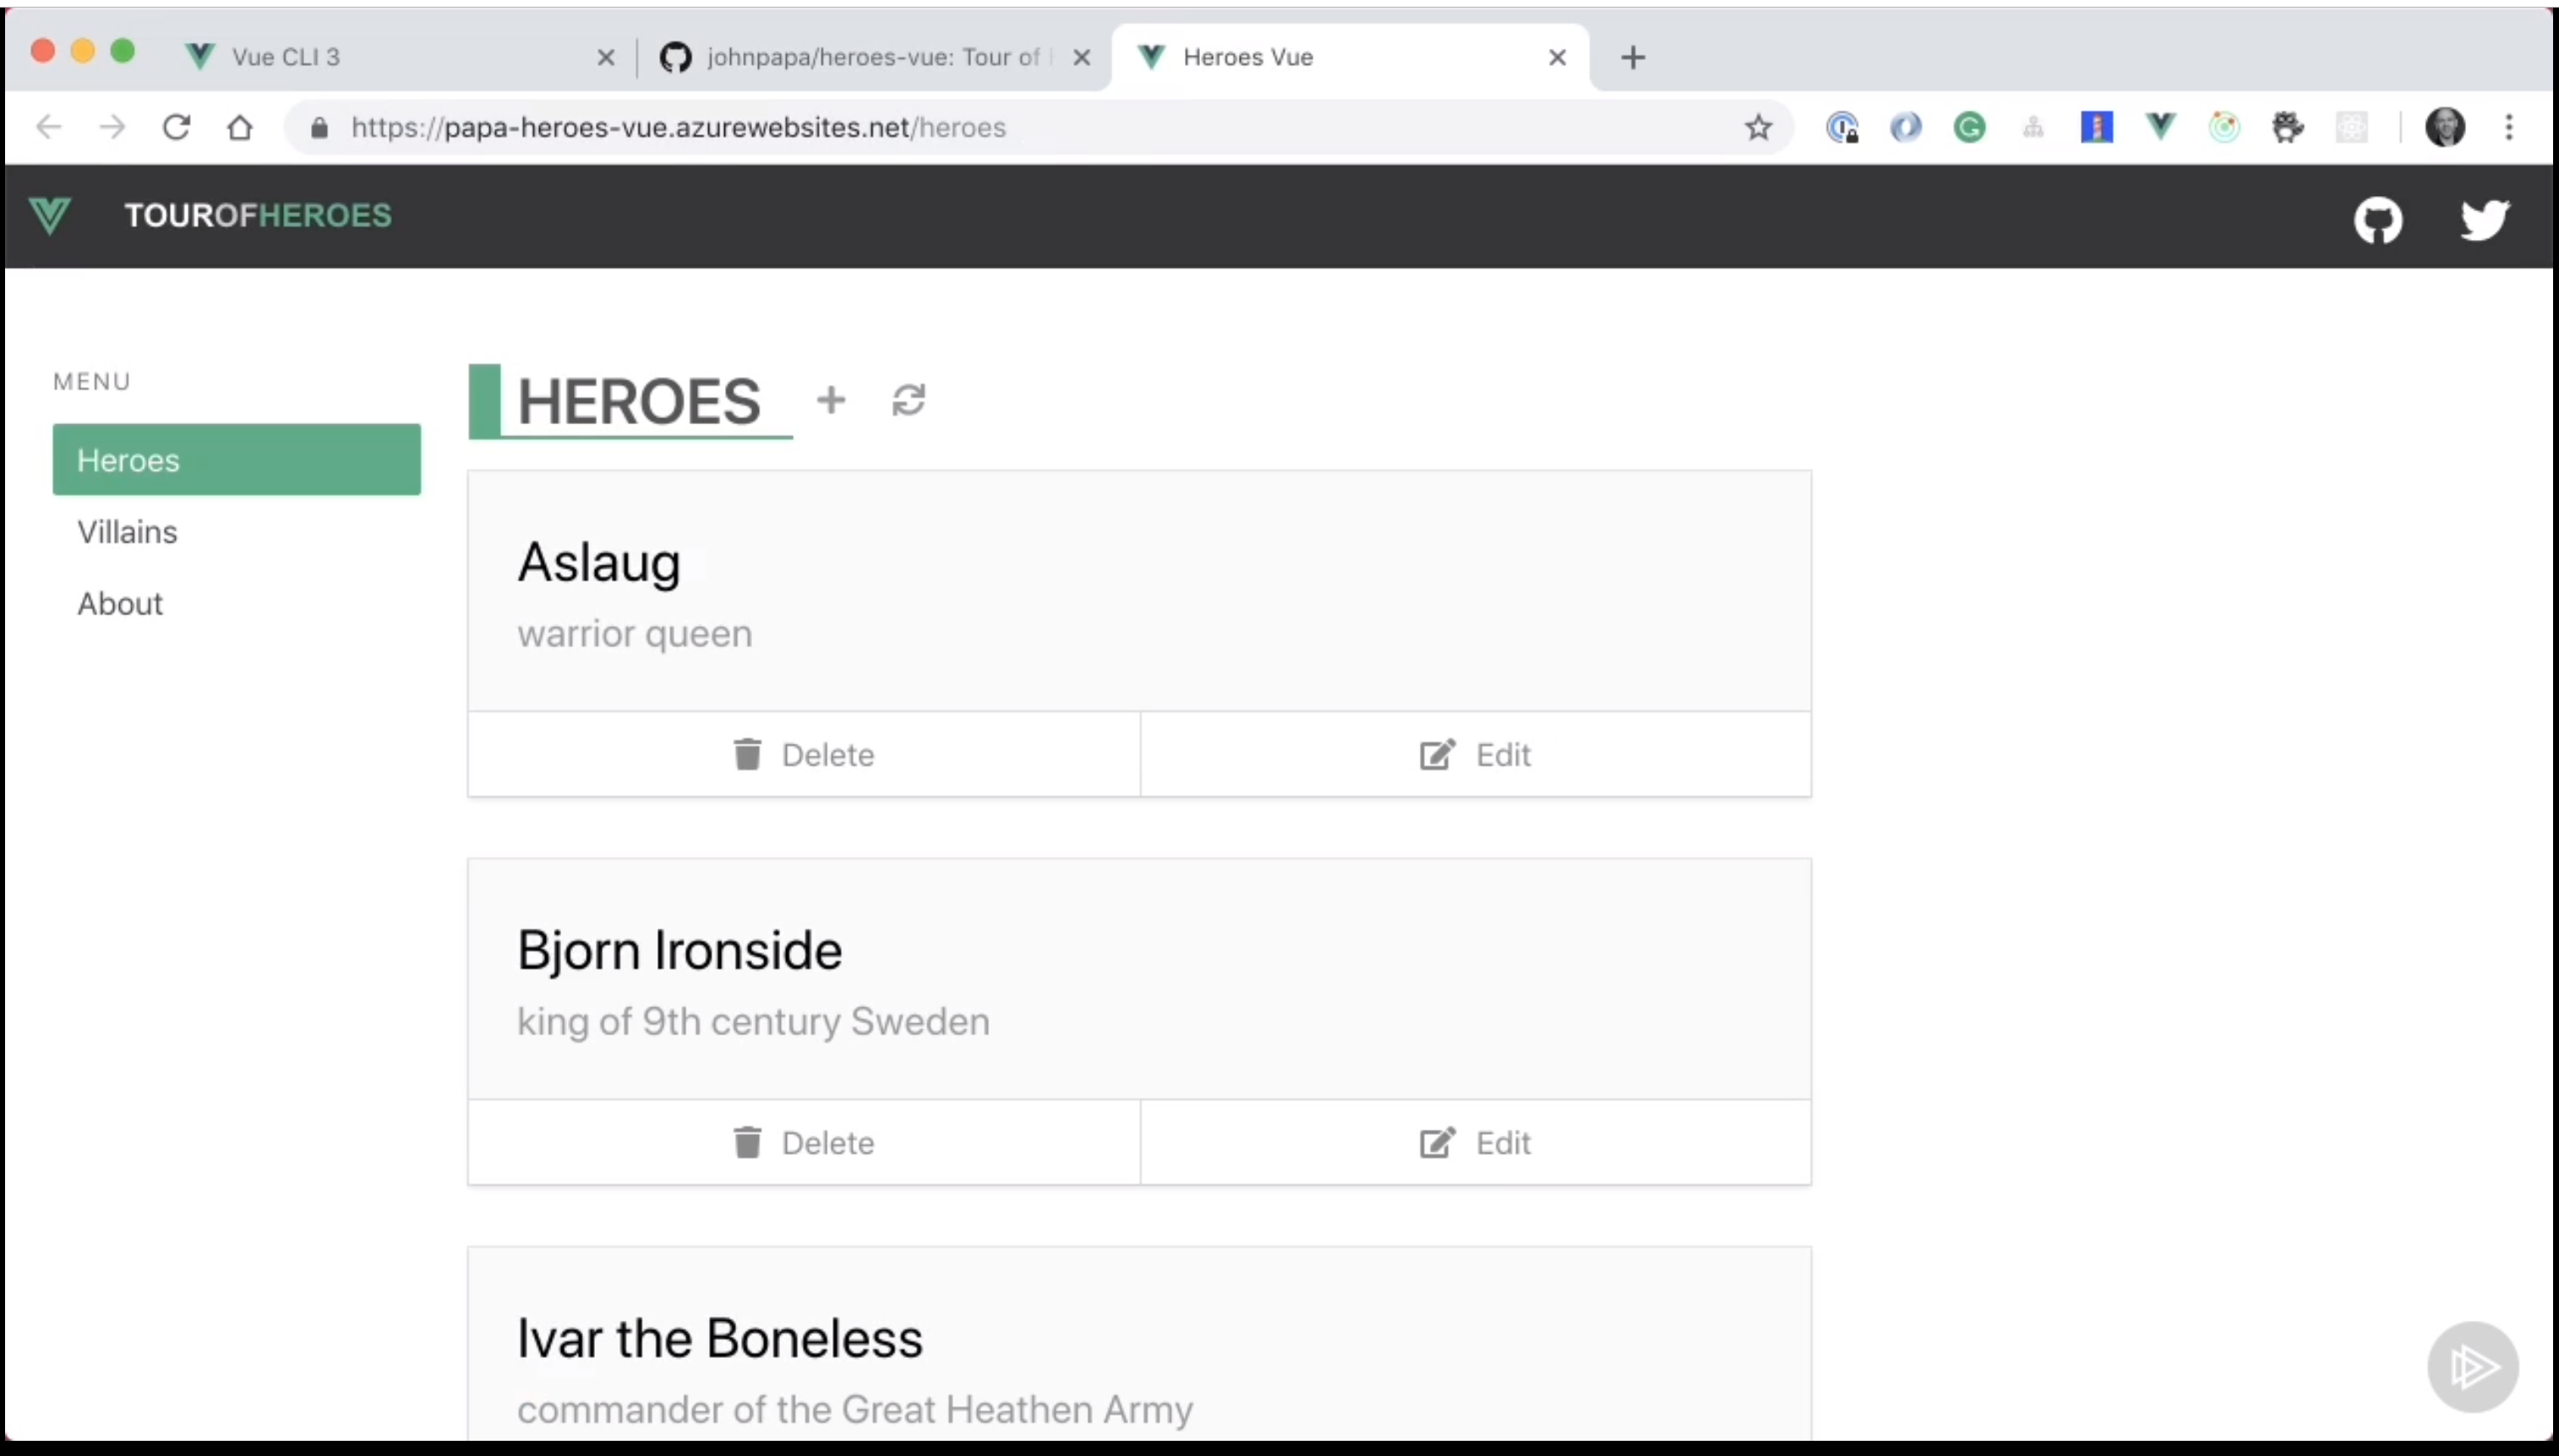 Vue CLI 3
johnpapa/heroes-vue: Tour of
Heroes Vue
https://papa-heroes-vue.azurewebsites.net/heroes
TOUROFHEROES
MENU
Heroes
Villains
About
HEROES
Aslaug
warrior queen
Delete
Edit
Bjorn Ironside
king of 9th century Sweden
Delete
Edit
Ivar the Boneless
commander of the Great Heathen Army